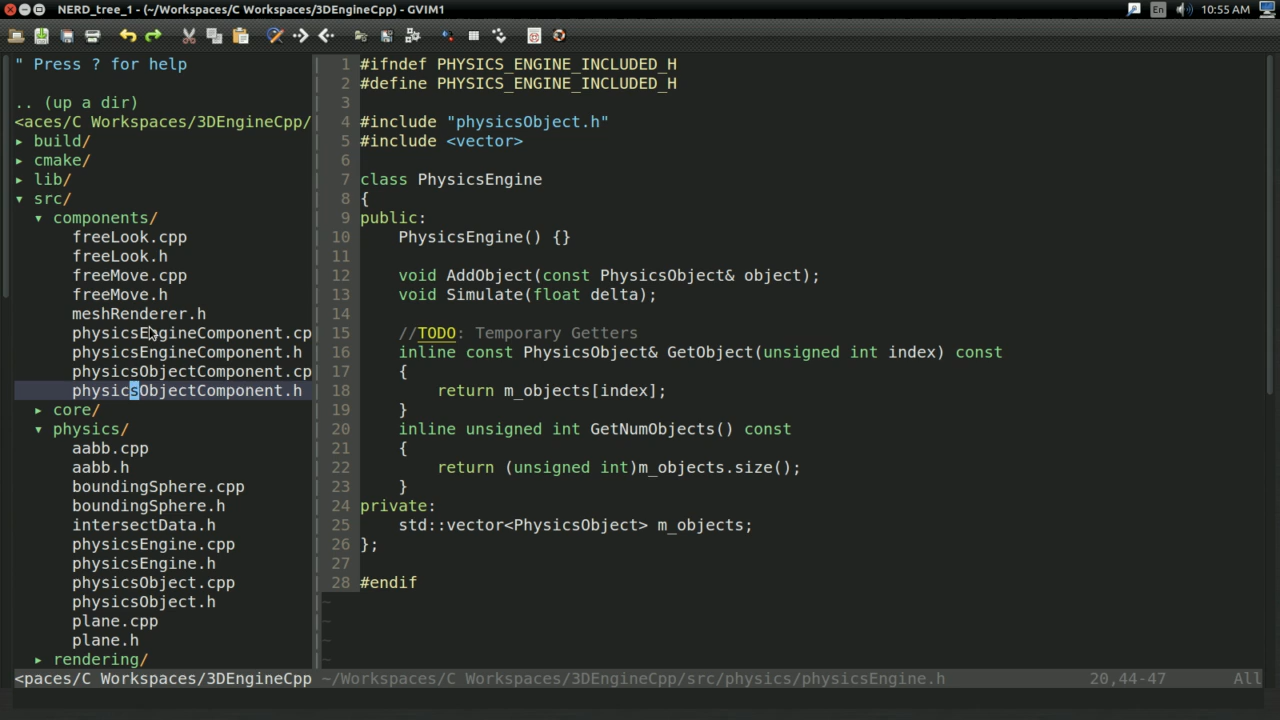 NERD_tree_1 - (~/Workspaces/C Workspaces/3DEngineCpp) - GVIM1
En
10:55 AM
" Press ? for help
.. (up a dir)
<aces/C Workspaces/3DEngineCpp/
▸ build/
▸ cmake/
▸ lib/
▾ src/
▾ components/
freeLook.cpp
freeLook.h
freeMove.cpp
freeMove.h
meshRenderer.h
physicsEngineComponent.cp
physicsEngineComponent.h
physicsObjectComponent.cp
physicsObjectComponent.h
▸ core/
▾ physics/
aabb.cpp
aabb.h
boundingSphere.cpp
boundingSphere.h
intersectData.h
physicsEngine.cpp
physicsEngine.h
physicsObject.cpp
physicsObject.h
plane.cpp
plane.h
▸ rendering/
<paces/C Workspaces/3DEngineCpp
1 #ifndef PHYSICS_ENGINE_INCLUDED_H
2 #define PHYSICS_ENGINE_INCLUDED_H
3
4 #include "physicsObject.h"
5 #include <vector>
6
7 class PhysicsEngine
8 {
9 public:
10 PhysicsEngine() {}
11
12 void AddObject(const PhysicsObject& object);
13 void Simulate(float delta);
14
15 //TODO: Temporary Getters
16 inline const PhysicsObject& GetObject(unsigned int index) const
17 {
18 return m_objects[index];
19 }
20 inline unsigned int GetNumObjects() const
21 {
22 return (unsigned int)m_objects.size();
23 }
24 private:
25 std::vector<PhysicsObject> m_objects;
26 };
27
28 #endif
~
~
~
~
~/Workspaces/C Workspaces/3DEngineCpp/src/physics/physicsEngine.h 20,44-47 All